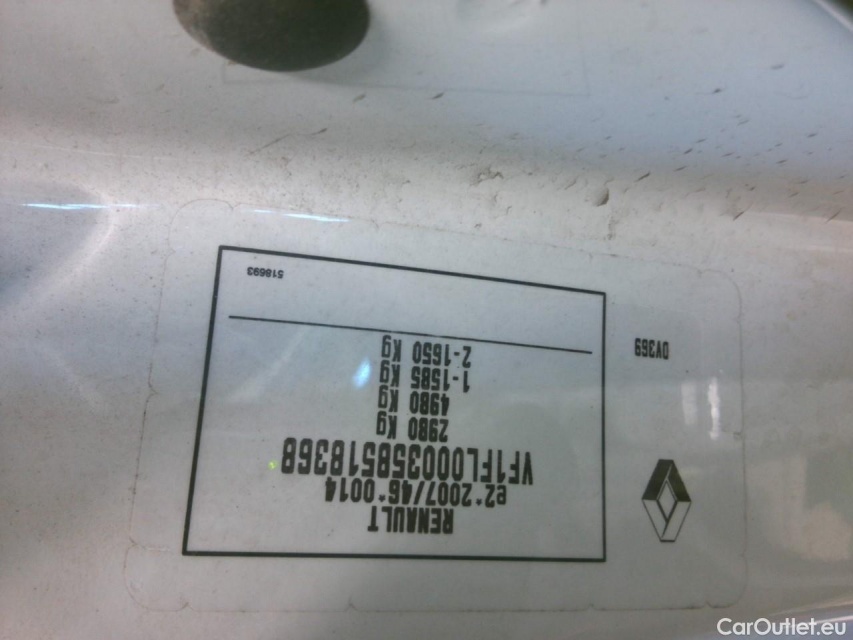 RENAULT
e2*2007/46*0014
VF1FL000358518368
2980 Kg
4980 Kg
1-1585 Kg
2-1650 Kg
518693
DV369
CarOutlet.eu